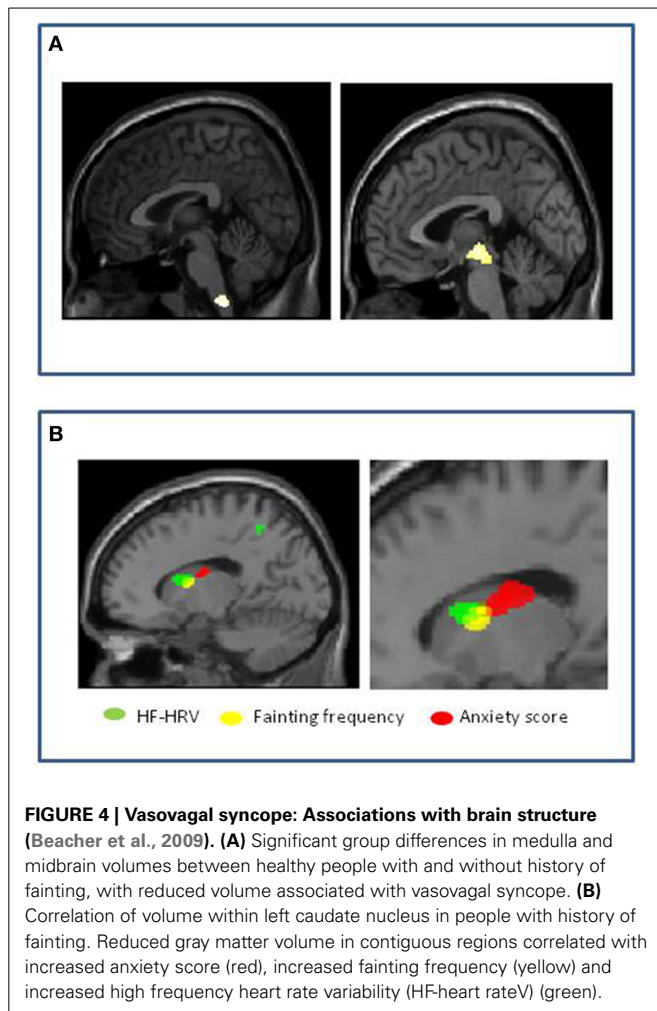 A
B
HF-HRV Fainting frequency Anxiety score
FIGURE 4 | Vasovagal syncope: Associations with brain structure
(Beacher et al., 2009). (A) Significant group differences in medulla and
midbrain volumes between healthy people with and without history of
fainting, with reduced volume associated with vasovagal syncope. (B)
Correlation of volume within left caudate nucleus in people with history of
fainting. Reduced gray matter volume in contiguous regions correlated with
increased anxiety score (red), increased fainting frequency (yellow) and
increased high frequency heart rate variability (HF-heart rateV) (green).